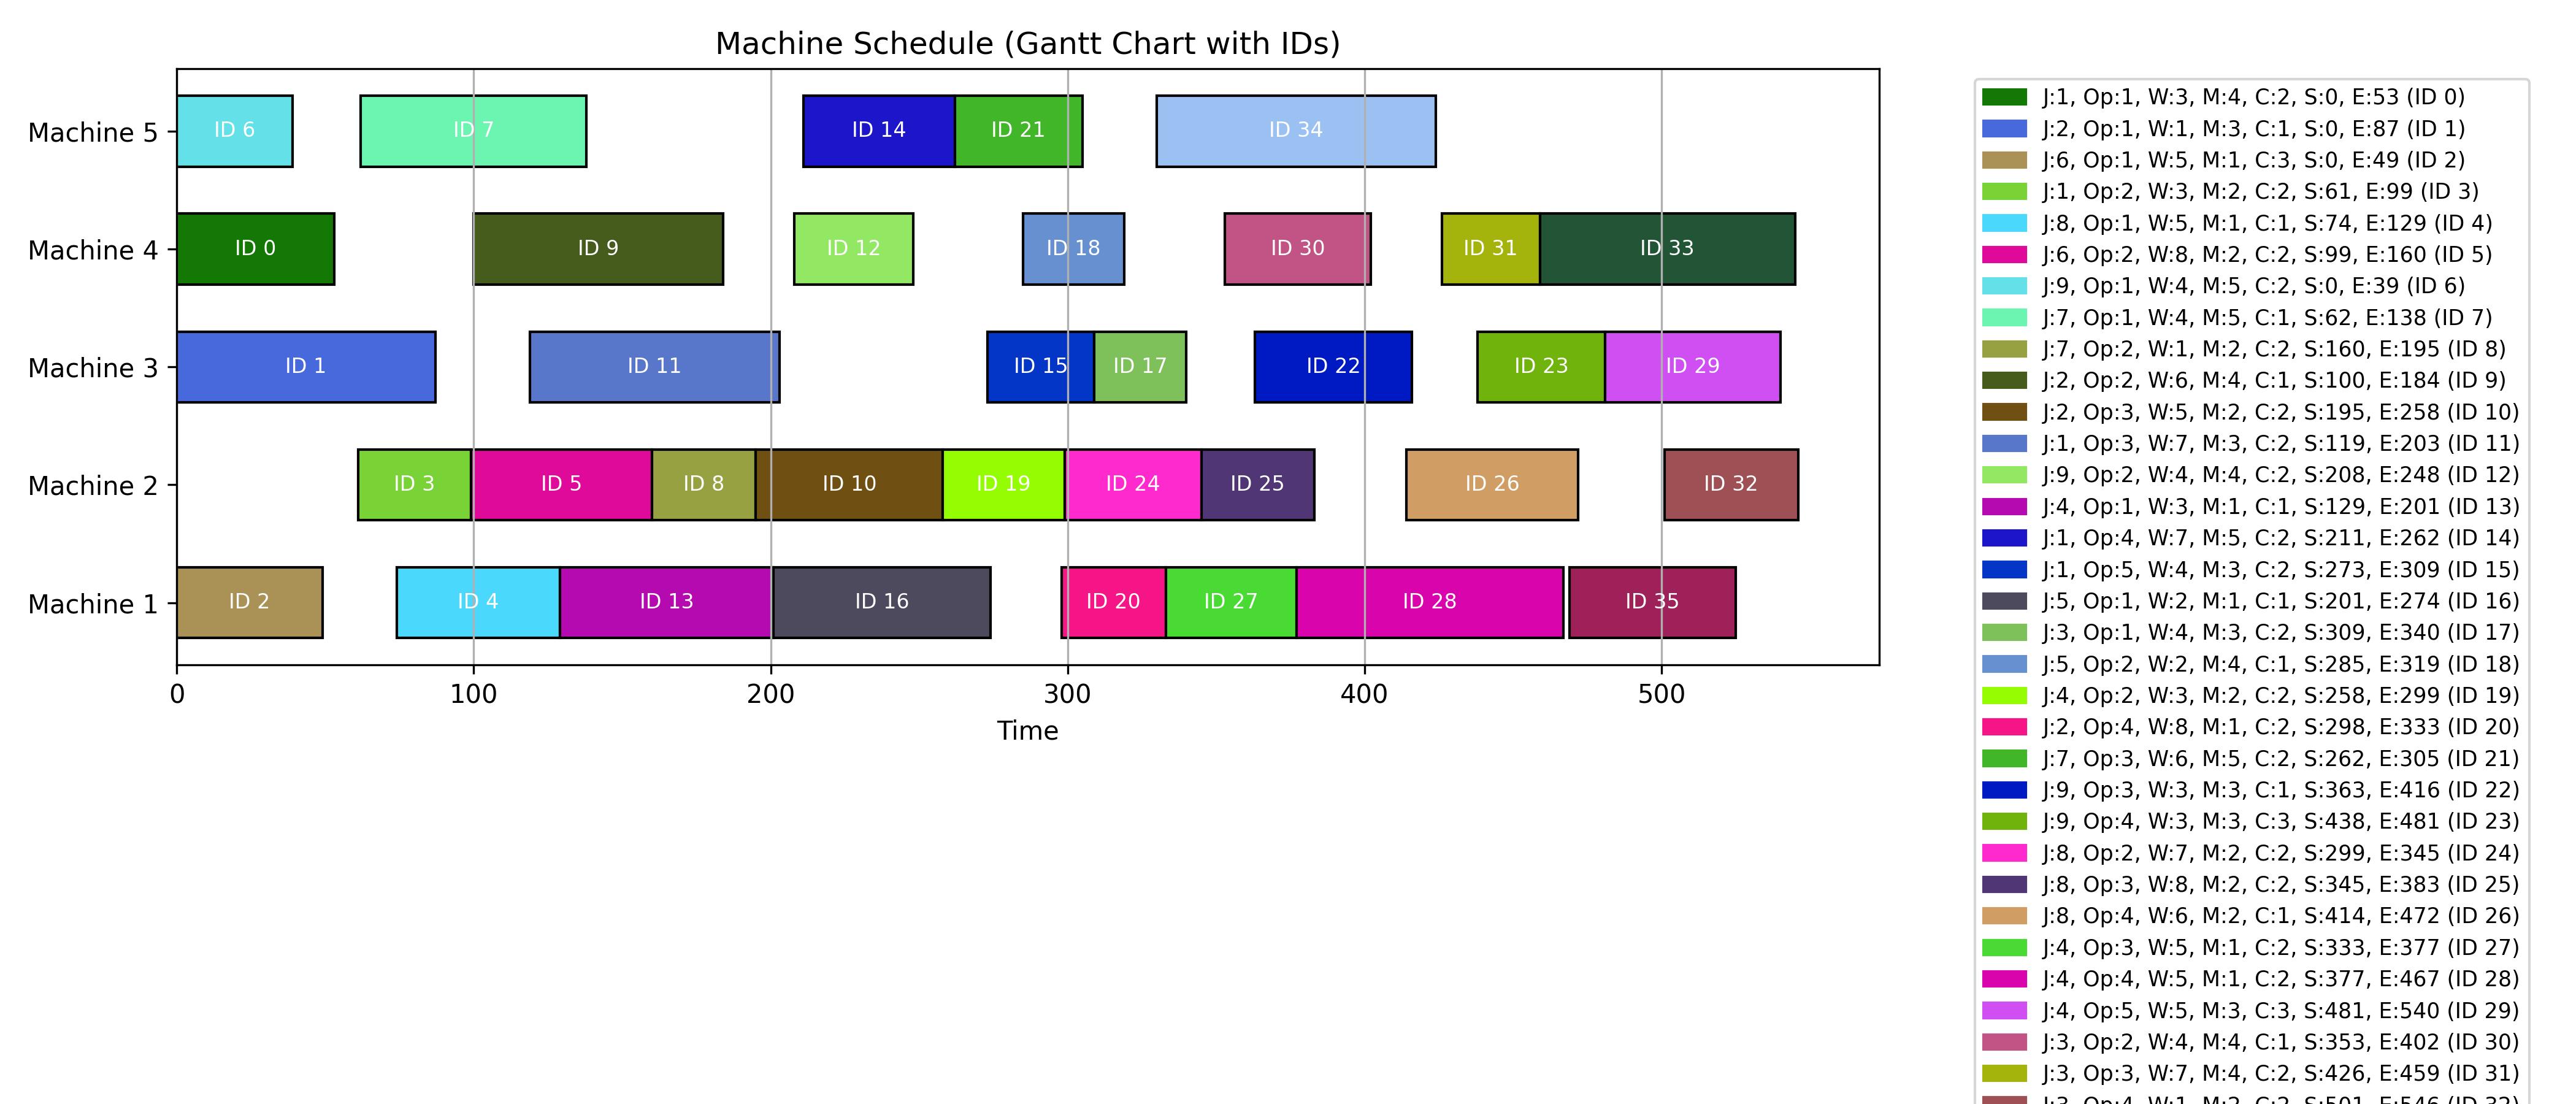 Machine Schedule (Gantt Chart with IDs)
Machine 5
ID 6
ID 7
ID 14
ID 21
ID 34
Machine 4
ID 0
ID 9
ID 12
ID 18
ID 30
ID 31
ID 33
Machine 3
ID 1
ID 11
ID 15
ID 17
ID 22
ID 23
ID 29
Machine 2
ID 3
ID 5
ID 8
ID 10
ID 19
ID 24
ID 25
ID 26
ID 32
Machine 1
ID 2
ID 4
ID 13
ID 16
ID 20
ID 27
ID 28
ID 35
0 100 200 300 400 500
Time
J:1, Op:1, W:3, M:4, C:2, S:0, E:53 (ID 0)
J:2, Op:1, W:1, M:3, C:1, S:0, E:87 (ID 1)
J:6, Op:1, W:5, M:1, C:3, S:0, E:49 (ID 2)
J:1, Op:2, W:3, M:2, C:2, S:61, E:99 (ID 3)
J:8, Op:1, W:5, M:1, C:1, S:74, E:129 (ID 4)
J:6, Op:2, W:8, M:2, C:2, S:99, E:160 (ID 5)
J:9, Op:1, W:4, M:5, C:2, S:0, E:39 (ID 6)
J:7, Op:1, W:4, M:5, C:1, S:62, E:138 (ID 7)
J:7, Op:2, W:1, M:2, C:2, S:160, E:195 (ID 8)
J:2, Op:2, W:6, M:4, C:1, S:100, E:184 (ID 9)
J:2, Op:3, W:5, M:2, C:2, S:195, E:258 (ID 10)
J:1, Op:3, W:7, M:3, C:2, S:119, E:203 (ID 11)
J:9, Op:2, W:4, M:4, C:2, S:208, E:248 (ID 12)
J:4, Op:1, W:3, M:1, C:1, S:129, E:201 (ID 13)
J:1, Op:4, W:7, M:5, C:2, S:211, E:262 (ID 14)
J:1, Op:5, W:4, M:3, C:2, S:273, E:309 (ID 15)
J:5, Op:1, W:2, M:1, C:1, S:201, E:274 (ID 16)
J:3, Op:1, W:4, M:3, C:2, S:309, E:340 (ID 17)
J:5, Op:2, W:2, M:4, C:1, S:285, E:319 (ID 18)
J:4, Op:2, W:3, M:2, C:2, S:258, E:299 (ID 19)
J:2, Op:4, W:8, M:1, C:2, S:298, E:333 (ID 20)
J:7, Op:3, W:6, M:5, C:2, S:262, E:305 (ID 21)
J:9, Op:3, W:3, M:3, C:1, S:363, E:416 (ID 22)
J:9, Op:4, W:3, M:3, C:3, S:438, E:481 (ID 23)
J:8, Op:2, W:7, M:2, C:2, S:299, E:345 (ID 24)
J:8, Op:3, W:8, M:2, C:2, S:345, E:383 (ID 25)
J:8, Op:4, W:6, M:2, C:1, S:414, E:472 (ID 26)
J:4, Op:3, W:5, M:1, C:2, S:333, E:377 (ID 27)
J:4, Op:4, W:5, M:1, C:2, S:377, E:467 (ID 28)
J:4, Op:5, W:5, M:3, C:3, S:481, E:540 (ID 29)
J:3, Op:2, W:4, M:4, C:1, S:353, E:402 (ID 30)
J:3, Op:3, W:7, M:4, C:2, S:426, E:459 (ID 31)